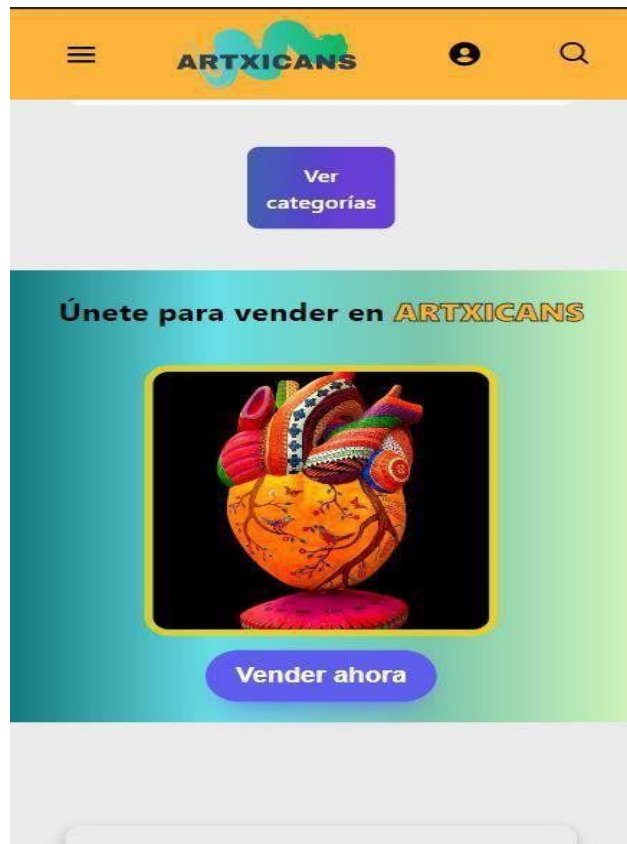 ARTXICANS
Ver
categorías
Únete para vender en ARTXICANS
Vender ahora